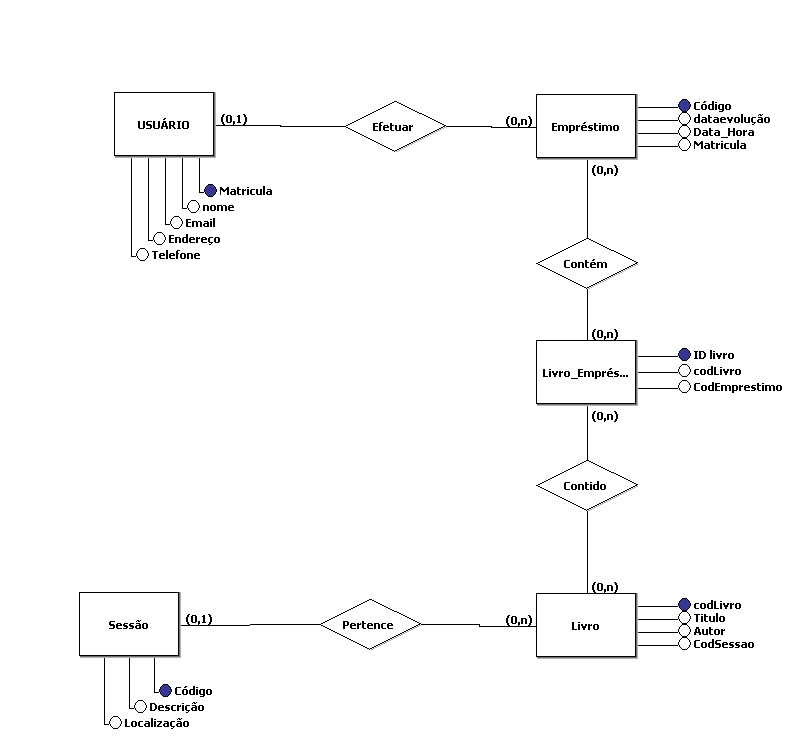 USUÁRIO
(0,1)
Efetuar
(0,n)
Empréstimo
Código
dataevolução
Data_Hora
Matricula
Matricula
nome
Email
Endereço
Telefone
(0,n)
Contém
(0,n)
Livro_Emprés...
ID livro
codLivro
CodEmprestimo
(0,n)
Contido
(0,n)
Sessão
(0,1)
Pertence
(0,n)
Livro
codLivro
Titulo
Autor
CodSessao
Código
Descrição
Localização